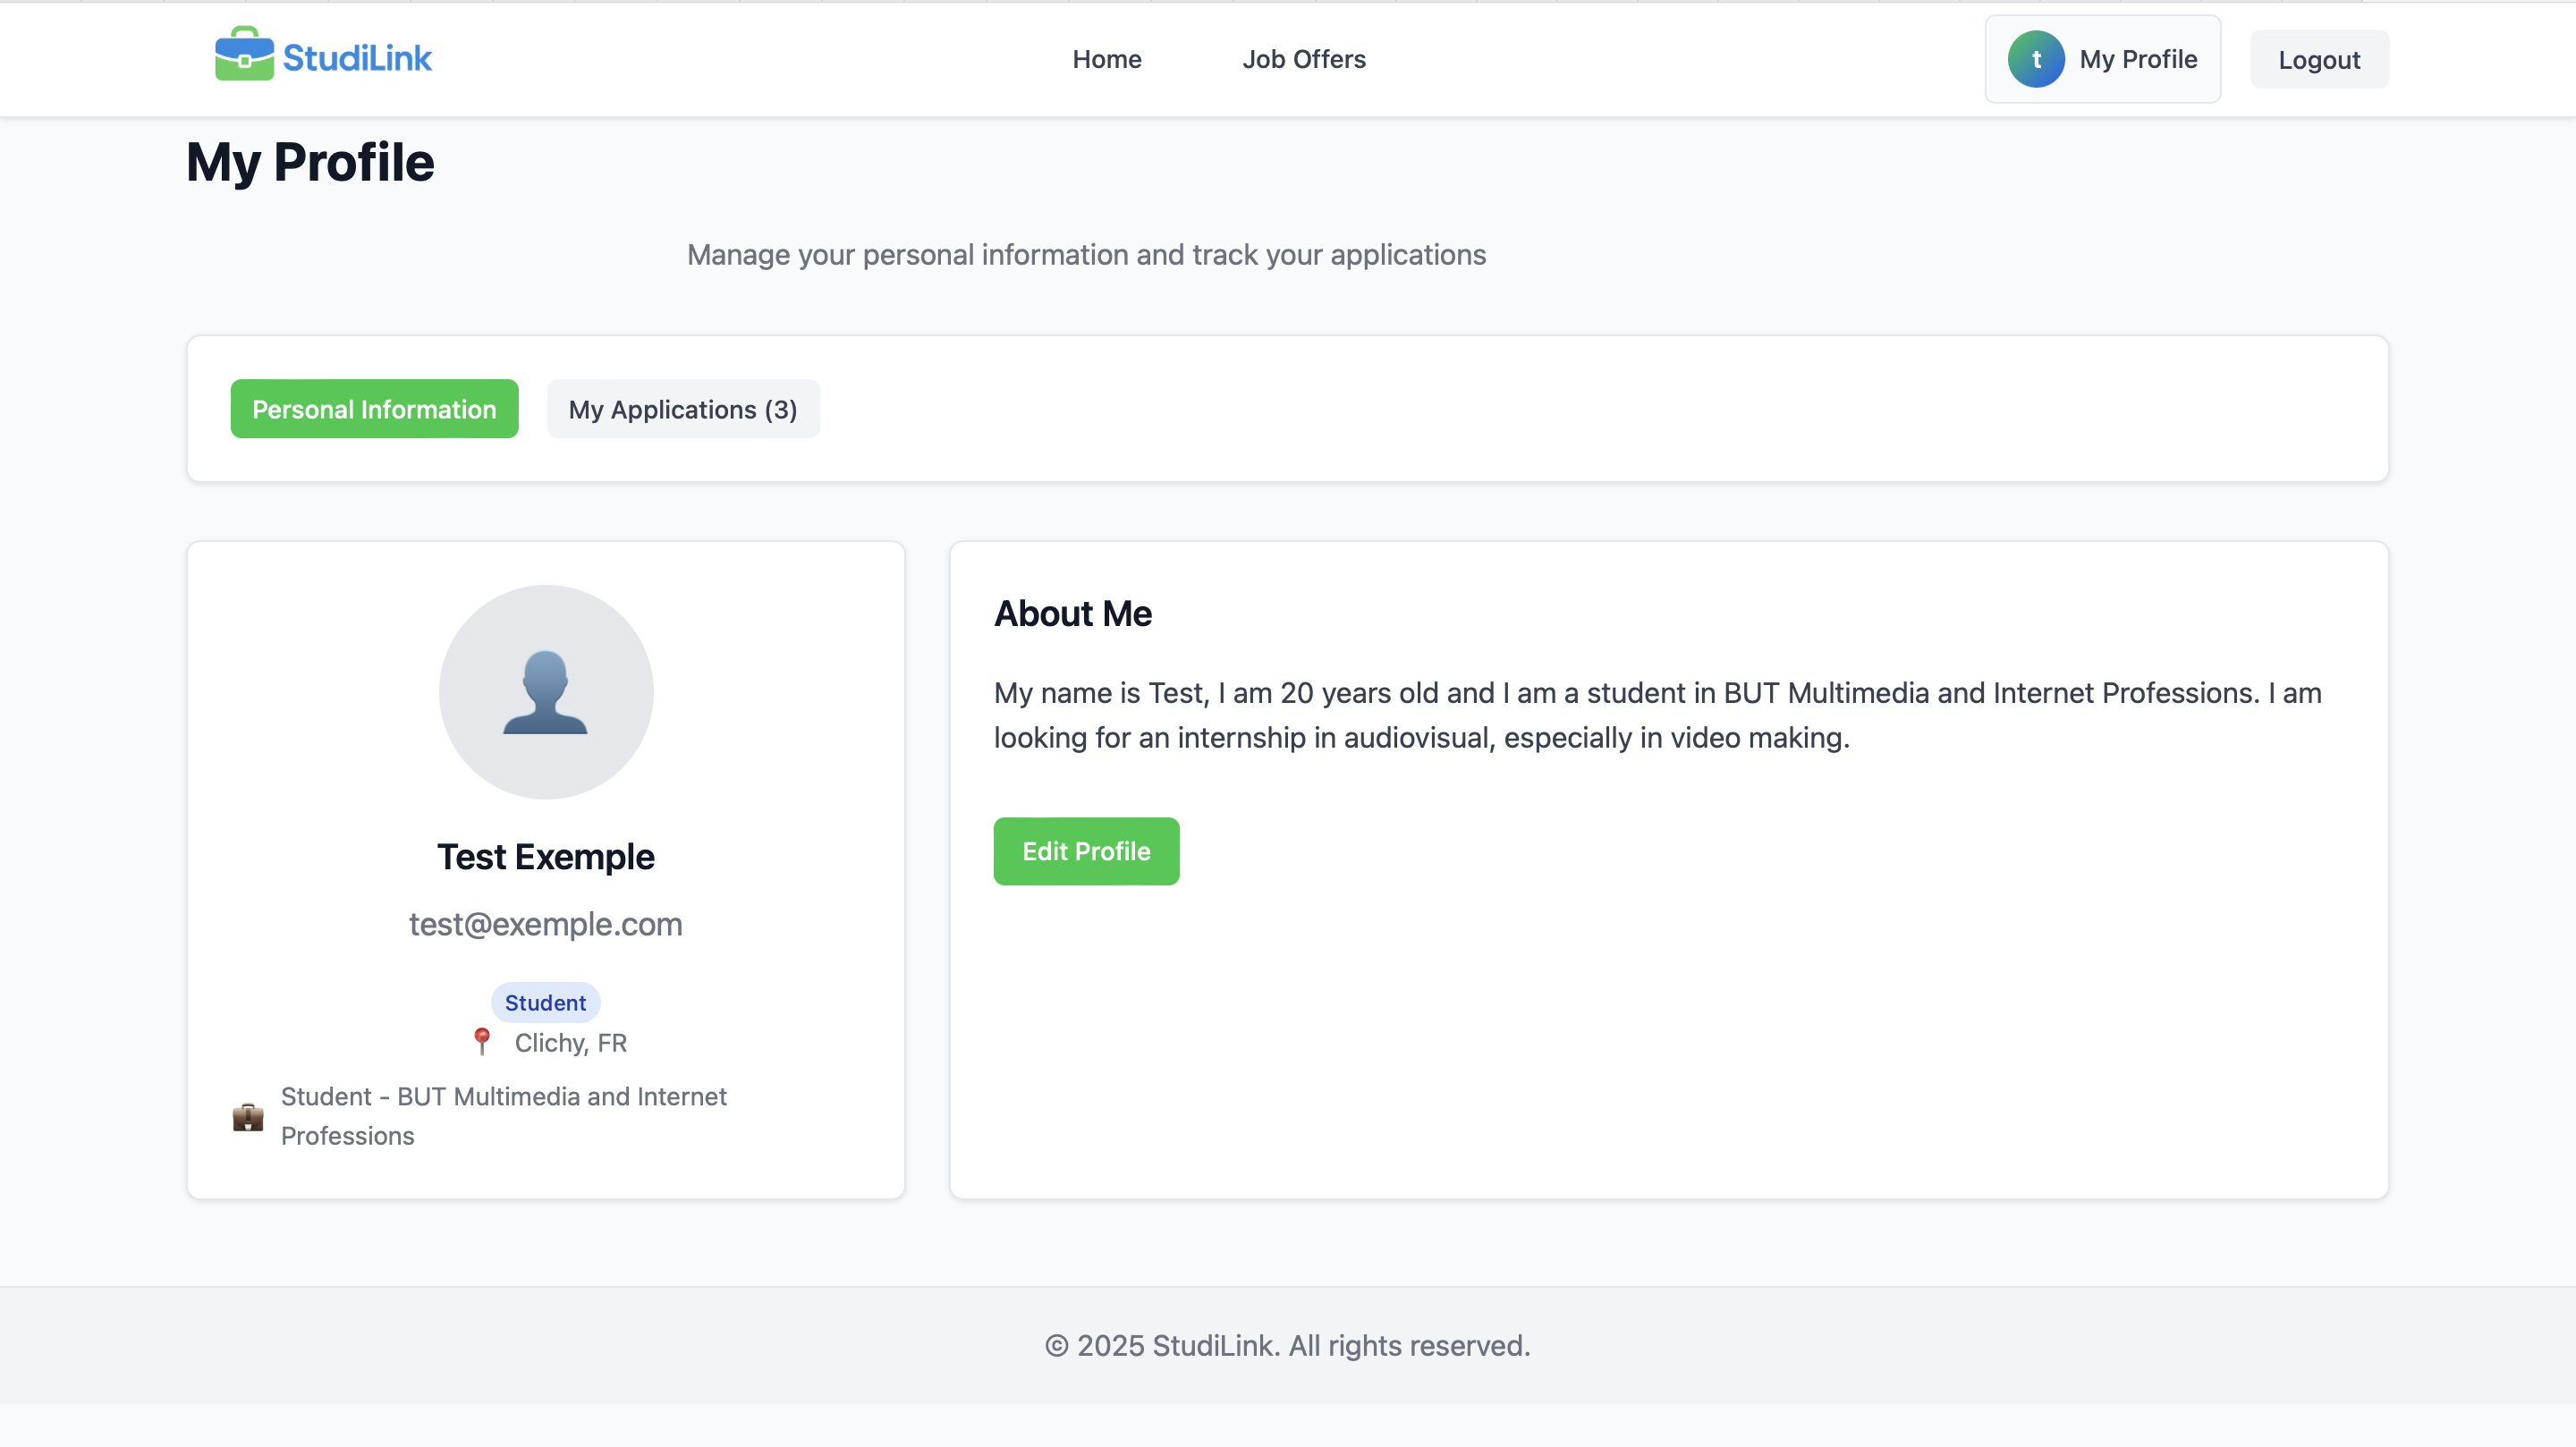 StudiLink
Home
Job Offers
t
My Profile
Logout
My Profile
Manage your personal information and track your applications
Personal Information
My Applications (3)
Test Exemple
test@exemple.com
Student
Clichy, FR
Student - BUT Multimedia and Internet
Professions
About Me
My name is Test, I am 20 years old and I am a student in BUT Multimedia and Internet Professions. I am
looking for an internship in audiovisual, especially in video making.
Edit Profile
© 2025 StudiLink. All rights reserved.